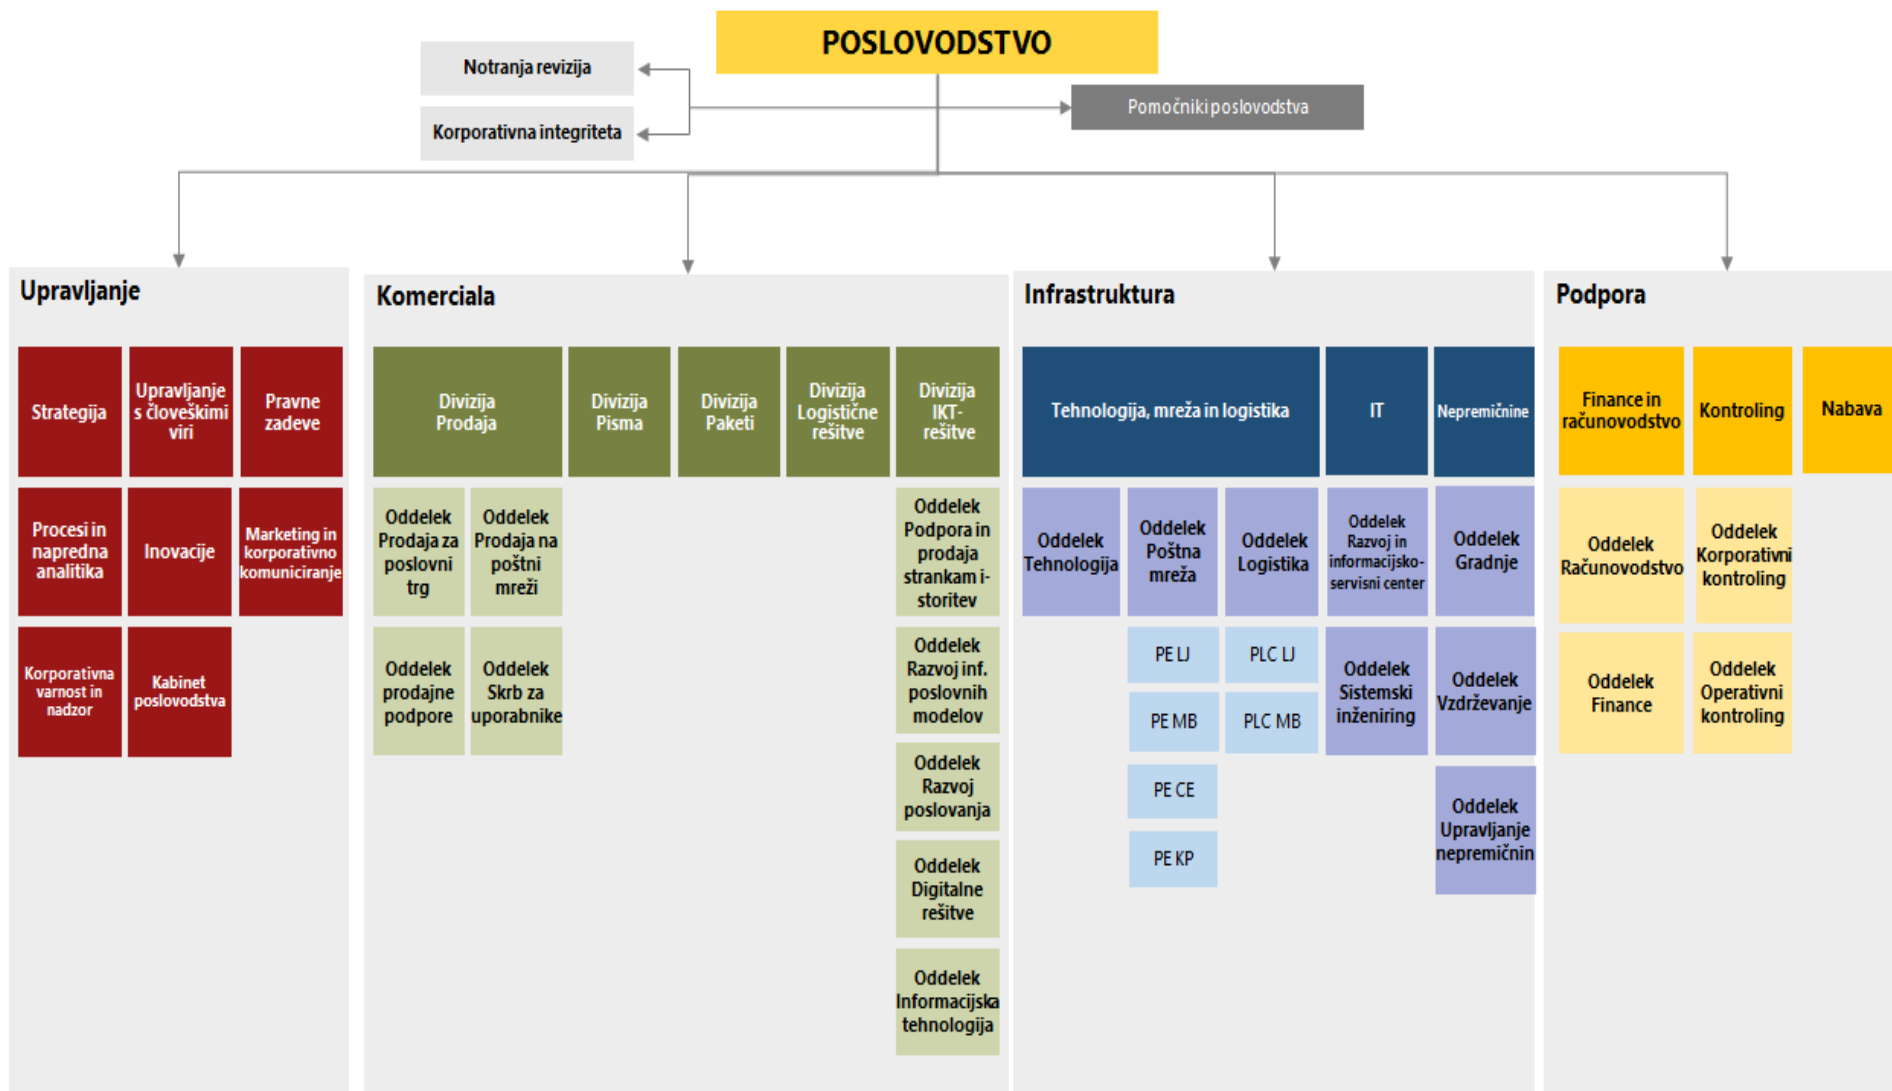 POSLOVODSTVO
Notranja revizija
Korporativna integriteta
Pomočniki poslovodstva
Upravljanje
Strategija
Upravljanje
s človeškimi
viri
Pravne
zadeve
Procesi in
napredna
analitika
Inovacije
Marketing in
korporativno
komuniciranje
Korporativna
varnost in
nadzor
Kabinet
poslovodstva
Komerciala
Divizija
Prodaja
Divizija
Pisma
Divizija
Paketi
Divizija
Logistične
rešitve
Divizija
IKT-
rešitve
Oddelek
Prodaja za
poslovni
trg
Oddelek
Prodaja na
poštni
mreži
Oddelek
Podpora in
prodaja
strankam i-
storitev
Oddelek
prodajne
podpore
Oddelek
Skrb za
uporabnike
Oddelek
Razvoj inf.
poslovnih
modelov
Oddelek
Razvoj
poslovanja
Oddelek
Digitalne
rešitve
Oddelek
Informacijska
tehnologija
Infrastruktura
Tehnologija, mreža in logistika
IT
Nepremičnine
Oddelek
Tehnologija
Oddelek
Poštna
mreža
Oddelek
Logistika
Oddelek
Razvoj in
informacijsko-
servisni center
Oddelek
Gradnje
PE LJ
PLC LJ
PE MB
PLC MB
PE CE
PE KP
Oddelek
Sistemski
inženiring
Oddelek
Vzdrževanje
Oddelek
Upravljanje
nepremičnin
Podpora
Finance in
računovodstvo
Kontroling
Nabava
Oddelek
Računovodstvo
Oddelek
Korporativni
kontroling
Oddelek
Finance
Oddelek
Operativni
kontroling